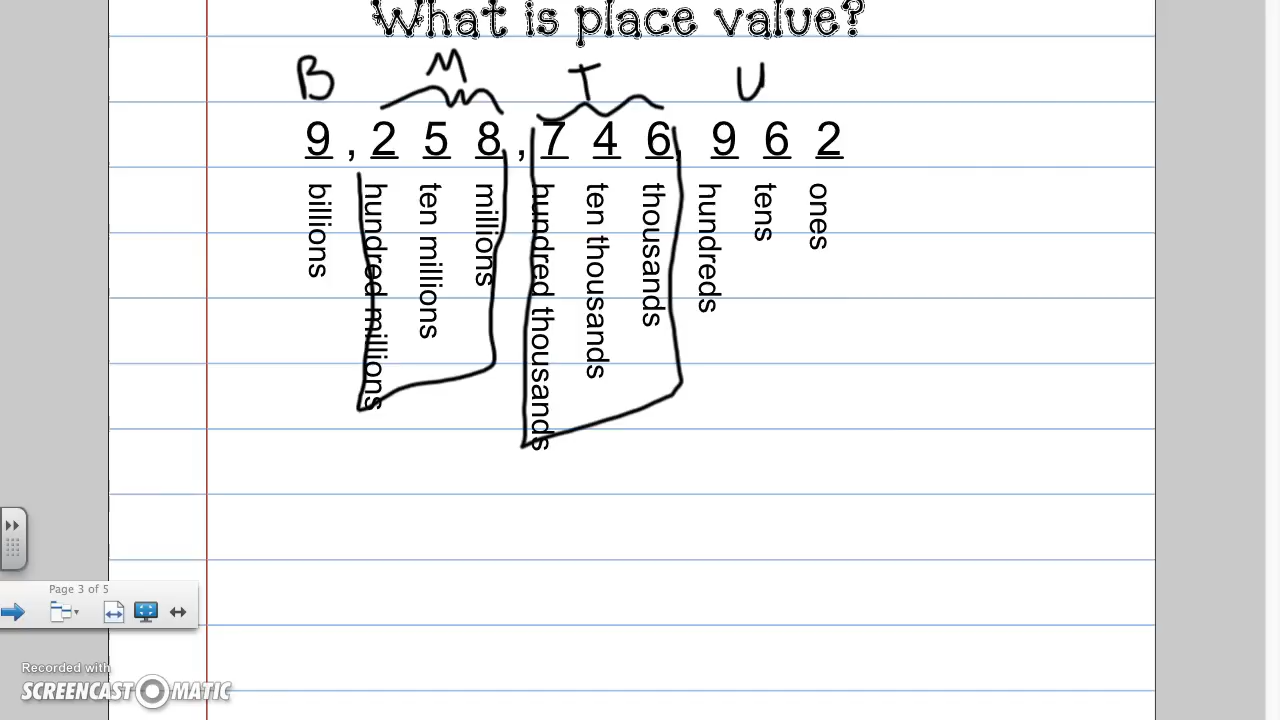 What is place value?
B M T U
9 , 2 5 8 , 7 4 6 , 9 6 2
billions
hundred millions
ten millions
millions
hundred thousands
ten thousands
thousands
hundreds
tens
ones
Page 3 of 5
Recorded with
SCREENCAST MATIC